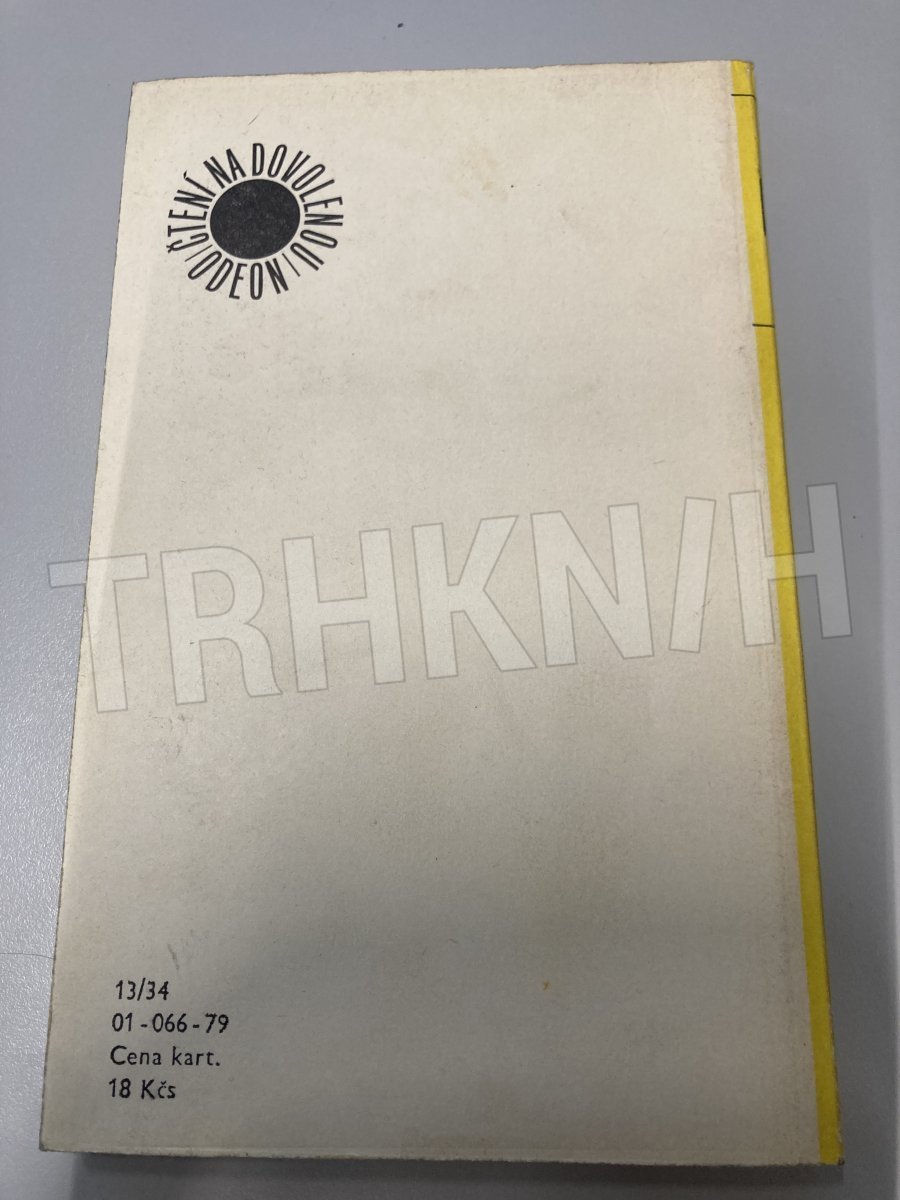 ČTENÍ NA DOVOLENOU
ODEON
TRHKNIH
13/34
01-066-79
Cena kart.
18 Kčs